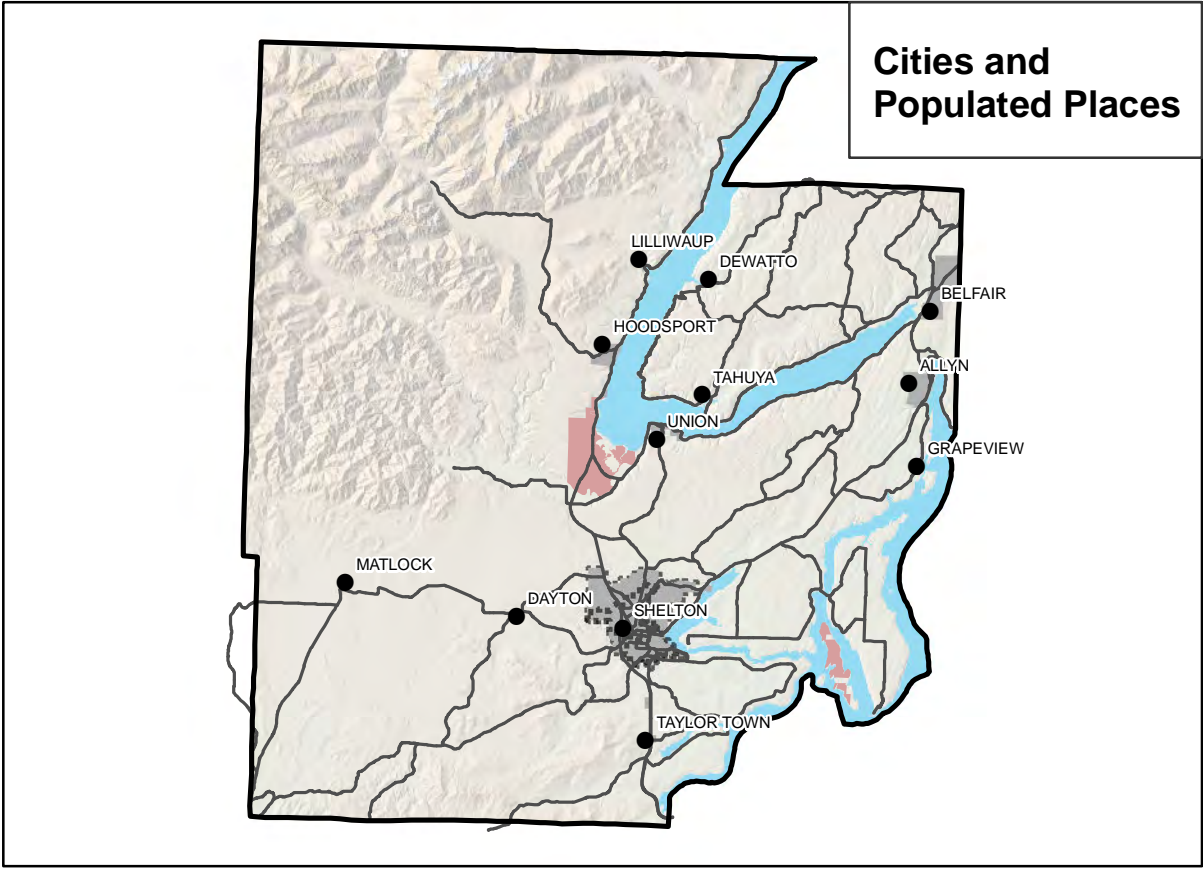 Cities and
Populated Places
LILLIWAUP
DEWATTO
BELFAIR
HOODSPORT
ALLYN
TAHUYA
UNION
GRAPEVIEW
MATLOCK
DAYTON
SHELTON
TAYLOR TOWN